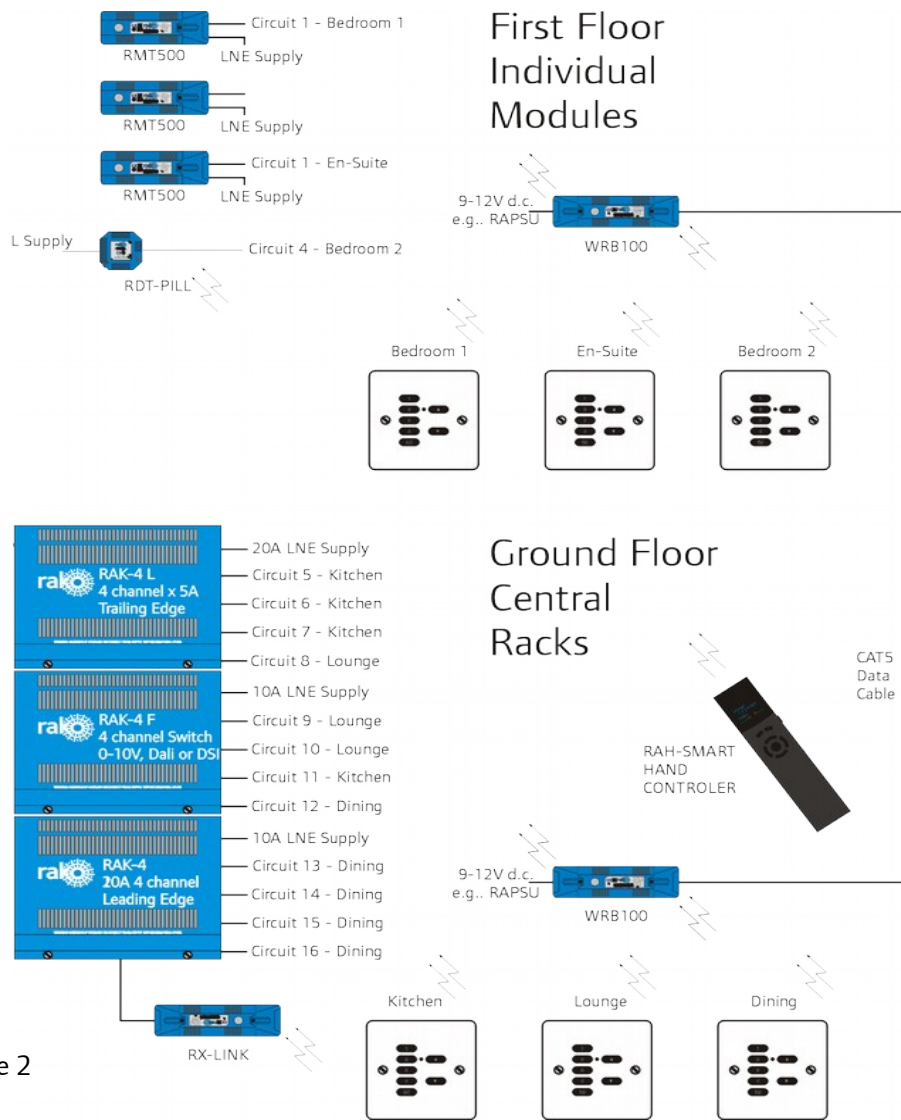 Circuit 1 - Bedroom 1
RMT500
LNE Supply
First Floor
Individual
Modules
RMT500
LNE Supply
Circuit 1 - En-Suite
RMT500
LNE Supply
9-12V d.c.
e.g.. RAPSU
WRB100
L Supply
Circuit 4 - Bedroom 2
RDT-PILL
Bedroom 1
En-Suite
Bedroom 2
rako
RAK-4 L
4 channel x 5A
Trailing Edge
20A LNE Supply
Circuit 5 - Kitchen
Circuit 6 - Kitchen
Circuit 7 - Kitchen
Circuit 8 - Lounge
rako
RAK-4 F
4 channel Switch
0-10V, Dali or DSI
10A LNE Supply
Circuit 9 - Lounge
Circuit 10 - Lounge
Circuit 11 - Kitchen
Circuit 12 - Dining
rako
RAK-4
20A 4 channel
Leading Edge
10A LNE Supply
Circuit 13 - Dining
Circuit 14 - Dining
Circuit 15 - Dining
Circuit 16 - Dining
RX-LINK
Ground Floor
Central
Racks
CAT5
Data
Cable
RAH-SMART
HAND
CONTROLER
9-12V d.c.
e.g.. RAPSU
WRB100
Kitchen
Lounge
Dining
e 2